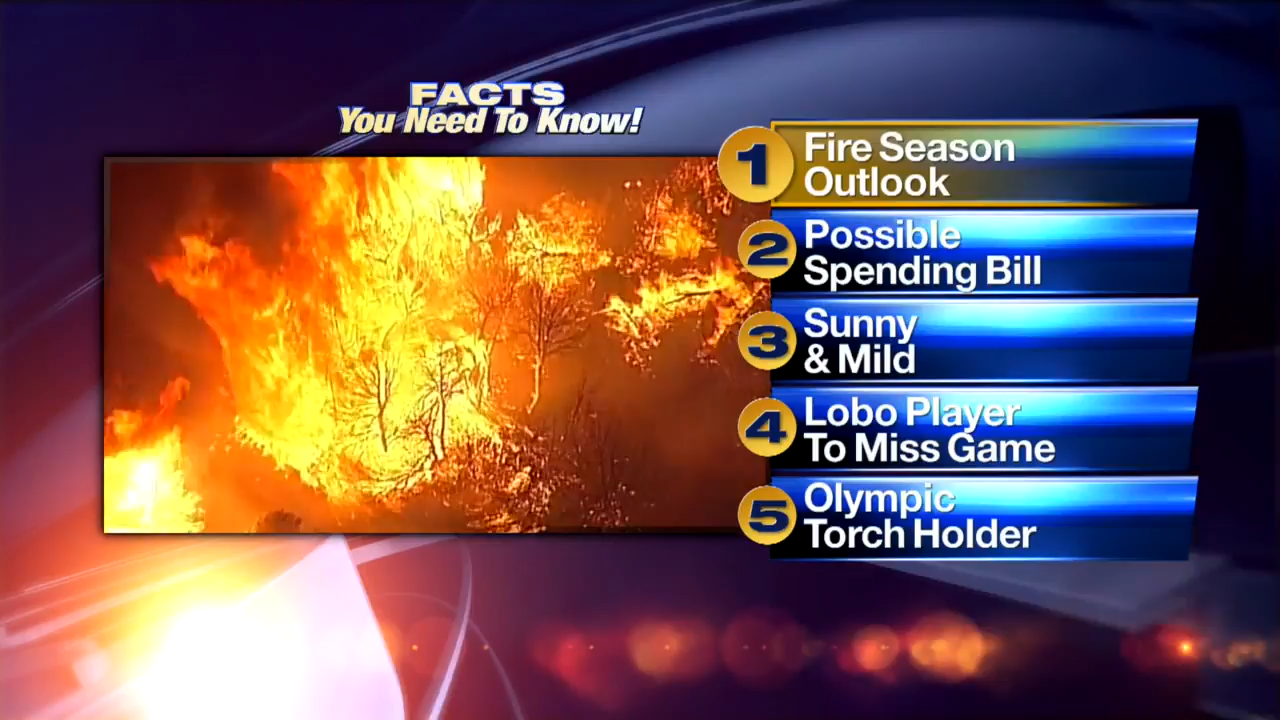 FACTS
You Need To Know!
1
Fire Season
Outlook
2
Possible
Spending Bill
3
Sunny
& Mild
4
Lobo Player
To Miss Game
5
Olympic
Torch Holder